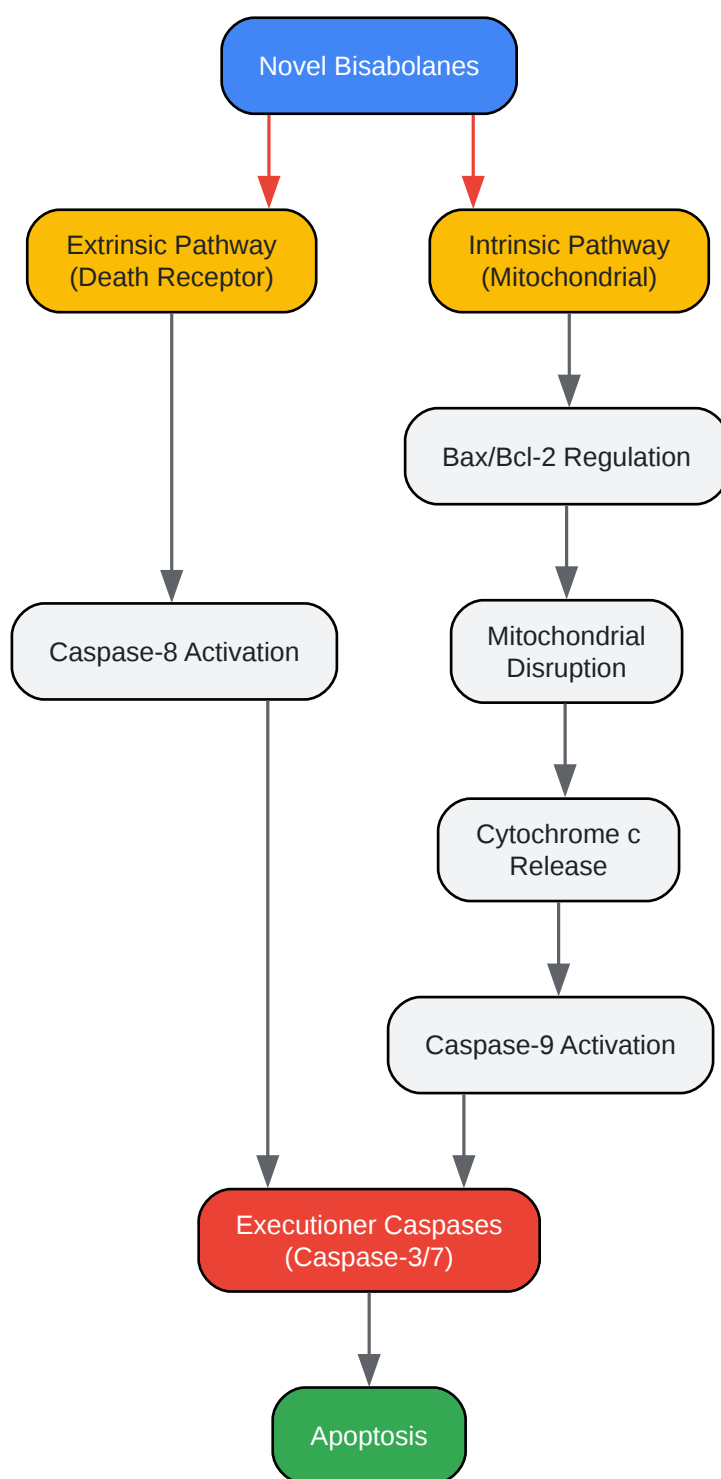 Novel Bisabolanes
Extrinsic Pathway
(Death Receptor)
Intrinsic Pathway
(Mitochondrial)
Bax/Bcl-2 Regulation
Caspase-8 Activation
Mitochondrial
Disruption
Cytochrome c
Release
Caspase-9 Activation
Executioner Caspases
(Caspase-3/7)
Apoptosis